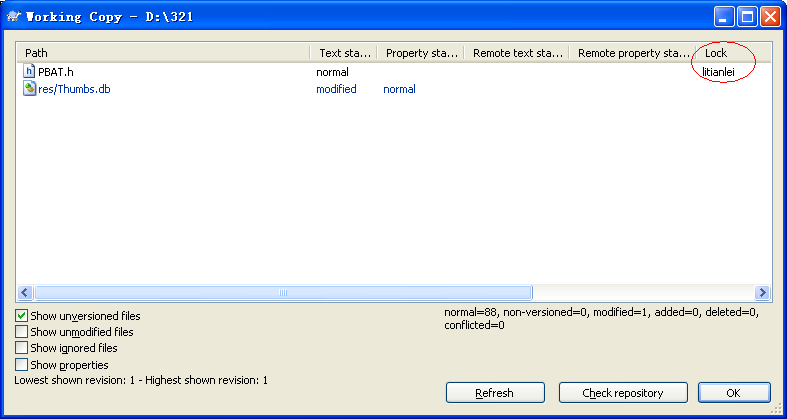 Working Copy - D:\321
Path Text sta... Property sta... Remote text sta... Remote property sta... Lock
PBAT.h normal litianlei
res/Thumbs.db modified normal
Show unversioned files
Show unmodified files
Show ignored files
Show properties
Lowest shown revision: 1 - Highest shown revision: 1
normal=88, non-versioned=0, modified=1, added=0, deleted=0,
conflicted=0
Refresh Check repository OK